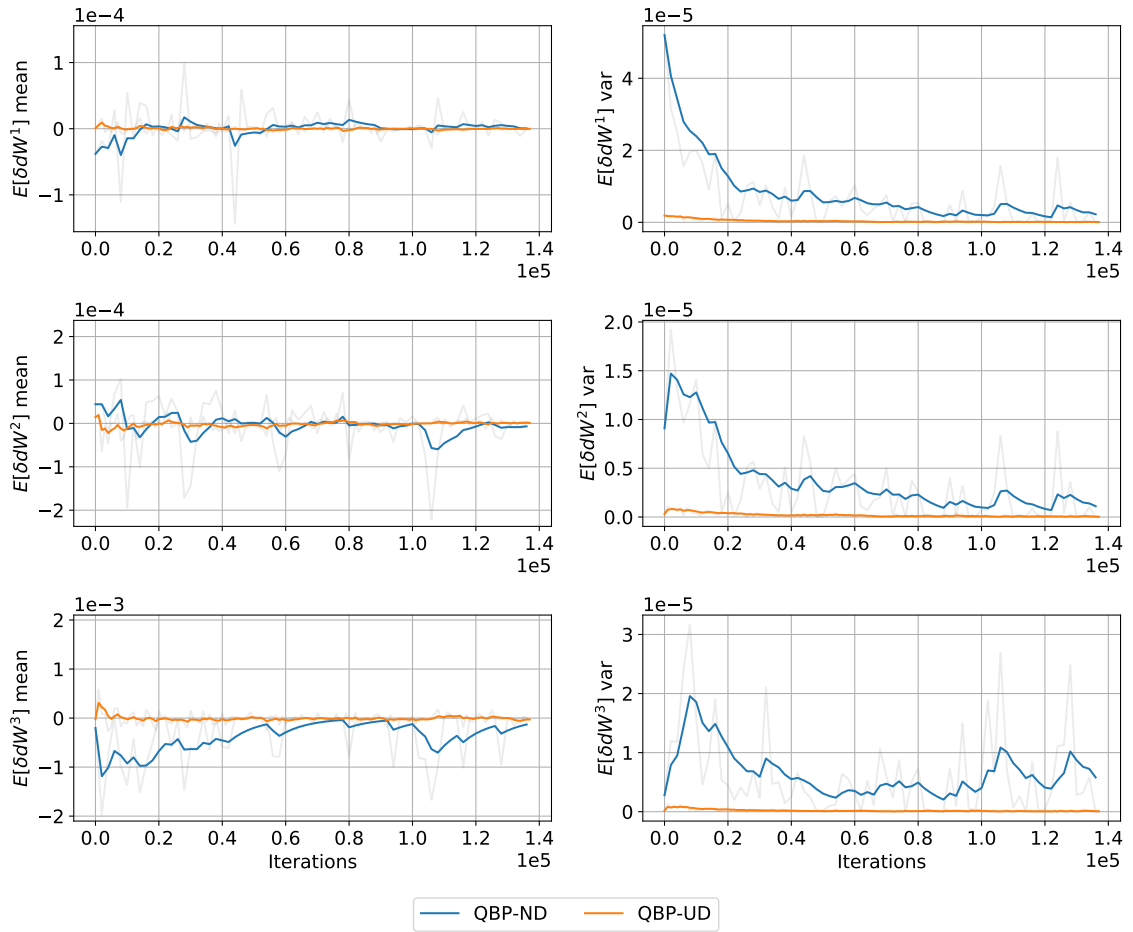 1e−4
E[δdW¹] mean
1
0
−1
0.0 0.2 0.4 0.6 0.8 1.0 1.2 1.4
1e5
1e−5
E[δdW¹] var
4
2
0
0.0 0.2 0.4 0.6 0.8 1.0 1.2 1.4
1e5
1e−4
E[δdW²] mean
2
1
0
−1
−2
0.0 0.2 0.4 0.6 0.8 1.0 1.2 1.4
1e5
1e−5
E[δdW²] var
2.0
1.5
1.0
0.5
0.0
0.0 0.2 0.4 0.6 0.8 1.0 1.2 1.4
1e5
1e−3
E[δdW³] mean
2
1
0
−1
−2
0.0 0.2 0.4 0.6 0.8 1.0 1.2 1.4
Iterations
1e5
1e−5
E[δdW³] var
3
2
1
0
0.0 0.2 0.4 0.6 0.8 1.0 1.2 1.4
Iterations
1e5
QBP-ND QBP-UD